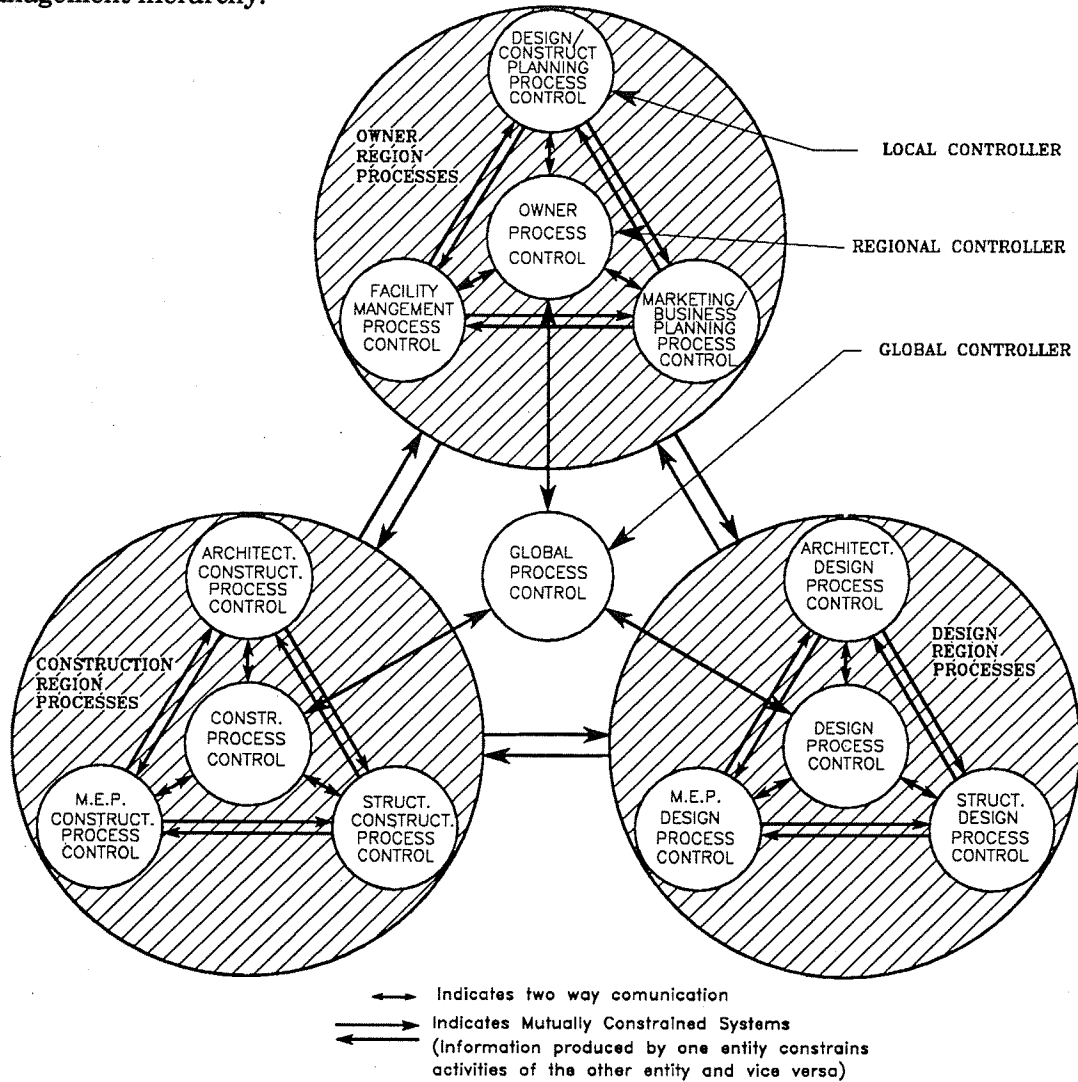 nagement hierarchy.
DESIGN/
CONSTRUCT
PLANNING
PROCESS
CONTROL
OWNER
REGION
PROCESSES
LOCAL CONTROLLER
OWNER
PROCESS
CONTROL
REGIONAL CONTROLLER
FACILITY
MANGEMENT
PROCESS
CONTROL
MARKETING/
BUSINESS
PLANNING
PROCESS
CONTROL
GLOBAL CONTROLLER
GLOBAL
PROCESS
CONTROL
ARCHITECT.
CONSTRUCT.
PROCESS
CONTROL
CONSTRUCTION
REGION
PROCESSES
CONSTR.
PROCESS
CONTROL
M.E.P.
CONSTRUCT.
PROCESS
CONTROL
STRUCT.
CONSTRUCT.
PROCESS
CONTROL
ARCHITECT.
DESIGN
PROCESS
CONTROL
DESIGN
REGION
PROCESSES
DESIGN
PROCESS
CONTROL
M.E.P.
DESIGN
PROCESS
CONTROL
STRUCT.
DESIGN
PROCESS
CONTROL
Indicates two way comunication
Indicates Mutually Constrained Systems
(Information produced by one entity constrains
activities of the other entity and vice versa)